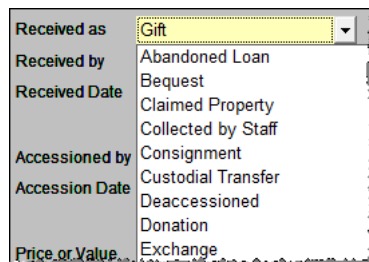 Received as Gift
Received by Abandoned Loan
Bequest
Received Date
Claimed Property
Collected by Staff
Accessioned by Consignment
Custodial Transfer
Accession Date
Deaccessioned
Donation
Price or Value Exchange